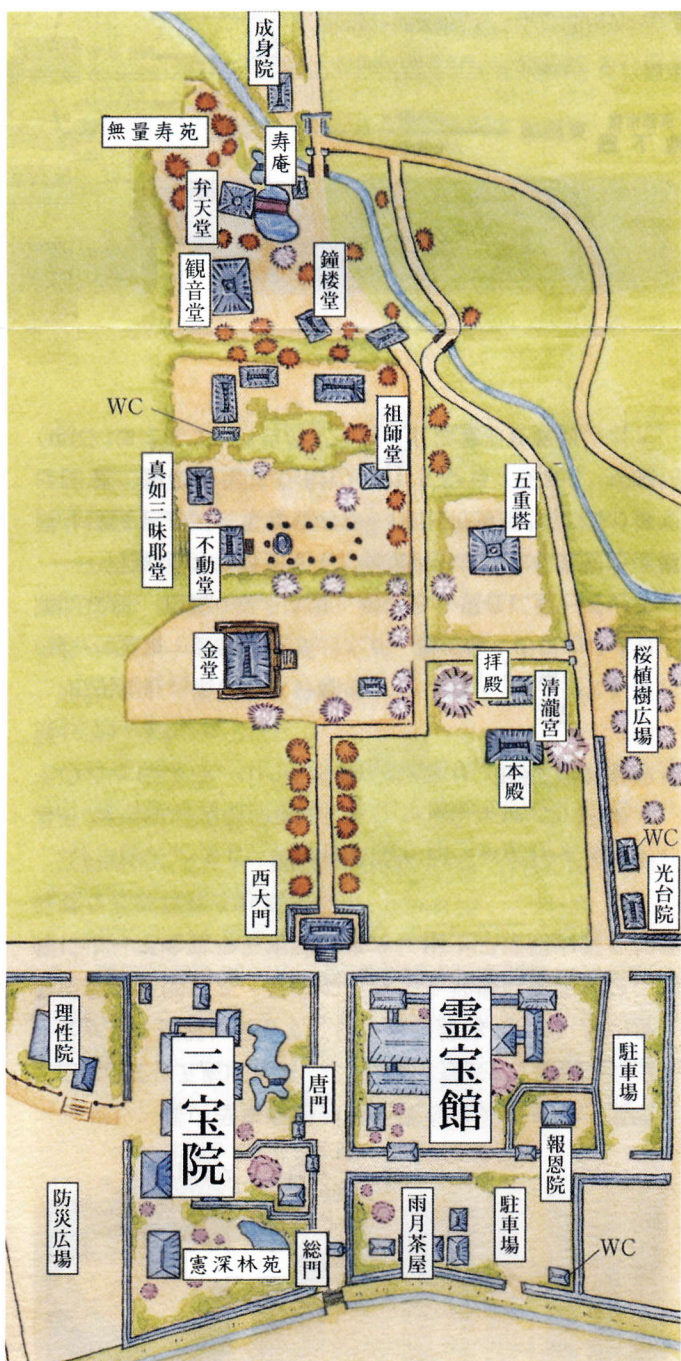 成身院
無量寿苑
寿庵
弁天堂
観音堂
鐘楼堂
WC
祖師堂
真如三昧耶堂
不動堂
五重塔
金堂
拝殿
清瀧宮
本殿
桜植樹広場
WC
光台院
西大門
理性院
三宝院
唐門
霊宝館
駐車場
報恩院
防災広場
憲深林苑
総門
雨月茶屋
駐車場
WC